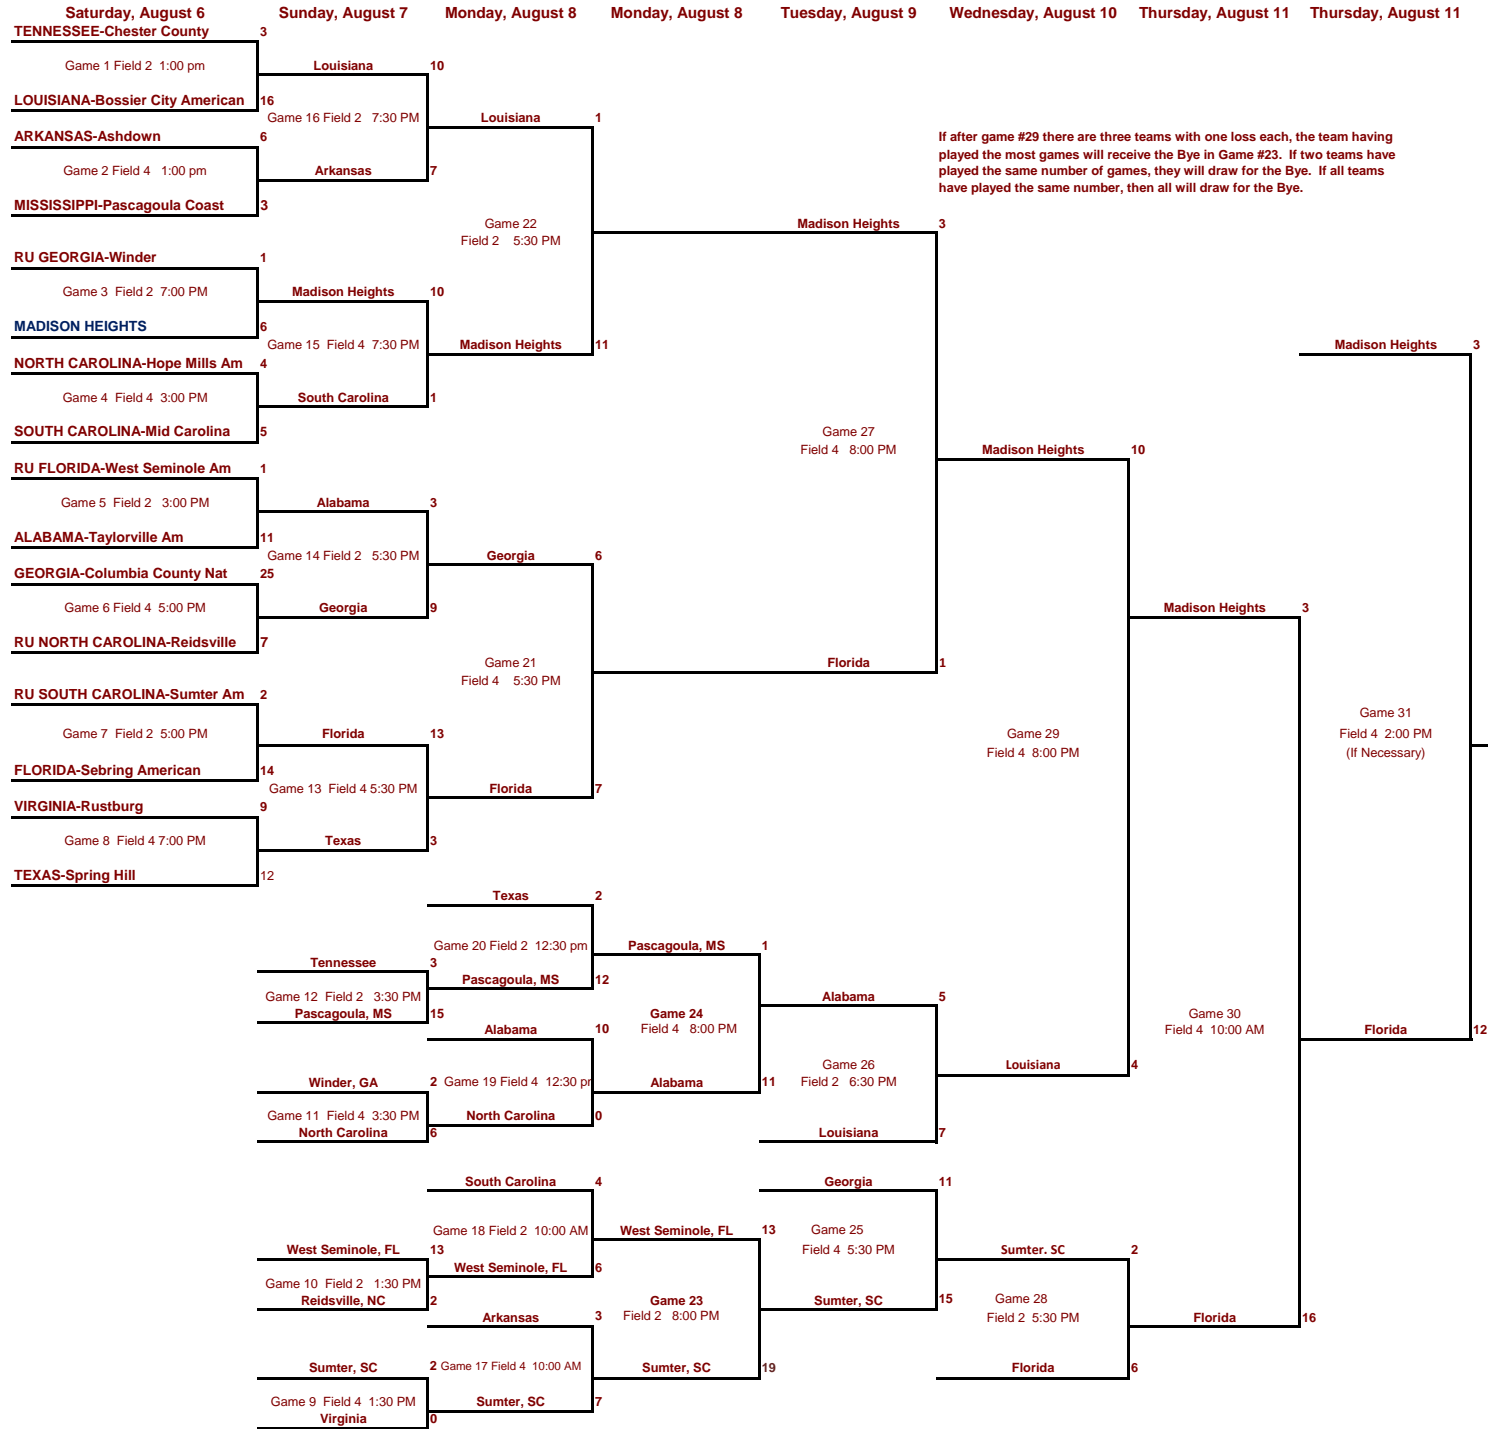 Saturday, August 6
Sunday, August 7
Monday, August 8
Monday, August 8
Tuesday, August 9
Wednesday, August 10
Thursday, August 11
Thursday, August 11
TENNESSEE-Chester County 3
Game 1 Field 2 1:00 pm
LOUISIANA-Bossier City American 16
ARKANSAS-Ashdown 6
Game 2 Field 4 1:00 pm
MISSISSIPPI-Pascagoula Coast 3
RU GEORGIA-Winder 1
Game 3 Field 2 7:00 PM
MADISON HEIGHTS 6
NORTH CAROLINA-Hope Mills Am 4
Game 4 Field 4 3:00 PM
SOUTH CAROLINA-Mid Carolina 5
RU FLORIDA-West Seminole Am 1
Game 5 Field 2 3:00 PM
ALABAMA-Taylorville Am 11
GEORGIA-Columbia County Nat 25
Game 6 Field 4 5:00 PM
RU NORTH CAROLINA-Reidsville 7
RU SOUTH CAROLINA-Sumter Am 2
Game 7 Field 2 5:00 PM
FLORIDA-Sebring American 14
VIRGINIA-Rustburg 9
Game 8 Field 4 7:00 PM
TEXAS-Spring Hill 12
Louisiana 10
Game 16 Field 2 7:30 PM
Arkansas 7
Madison Heights 10
Game 15 Field 4 7:30 PM
South Carolina 1
Alabama 3
Game 14 Field 2 5:30 PM
Georgia 9
Florida 13
Game 13 Field 4 5:30 PM
Texas 3
Tennessee 3
Game 12 Field 2 3:30 PM
Pascagoula, MS 15
Winder, GA 2
Game 11 Field 4 3:30 PM
North Carolina 6
West Seminole, FL 13
Game 10 Field 2 1:30 PM
Reidsville, NC 2
Sumter, SC 2
Game 9 Field 4 1:30 PM
Virginia 0
Louisiana 1
Game 22
Field 2 5:30 PM
Madison Heights 11
Georgia 6
Game 21
Field 4 5:30 PM
Florida 7
Texas 2
Game 20 Field 2 12:30 pm
Pascagoula, MS 12
Alabama 10
Game 19 Field 4 12:30 pm
North Carolina 0
South Carolina 4
Game 18 Field 2 10:00 AM
West Seminole, FL 6
Arkansas 3
Game 17 Field 4 10:00 AM
Sumter, SC 7
Pascagoula, MS 1
Game 24
Field 4 8:00 PM
Alabama 11
West Seminole, FL 13
Game 23
Field 2 8:00 PM
Sumter, SC 19
Madison Heights 3
Game 27
Field 4 8:00 PM
Florida 1
Alabama 5
Game 26
Field 2 6:30 PM
Louisiana 7
Georgia 11
Game 25
Field 4 5:30 PM
Sumter, SC 15
If after game #29 there are three teams with one loss each, the team having
played the most games will receive the Bye in Game #23. If two teams have
played the same number of games, they will draw for the Bye. If all teams
have played the same number, then all will draw for the Bye.
Madison Heights 10
Game 29
Field 4 8:00 PM
Louisiana 4
Sumter. SC 2
Game 28
Field 2 5:30 PM
Florida 6
Madison Heights 3
Game 30
Field 4 10:00 AM
Florida 16
Madison Heights 3
Game 31
Field 4 2:00 PM
(If Necessary)
Florida 12